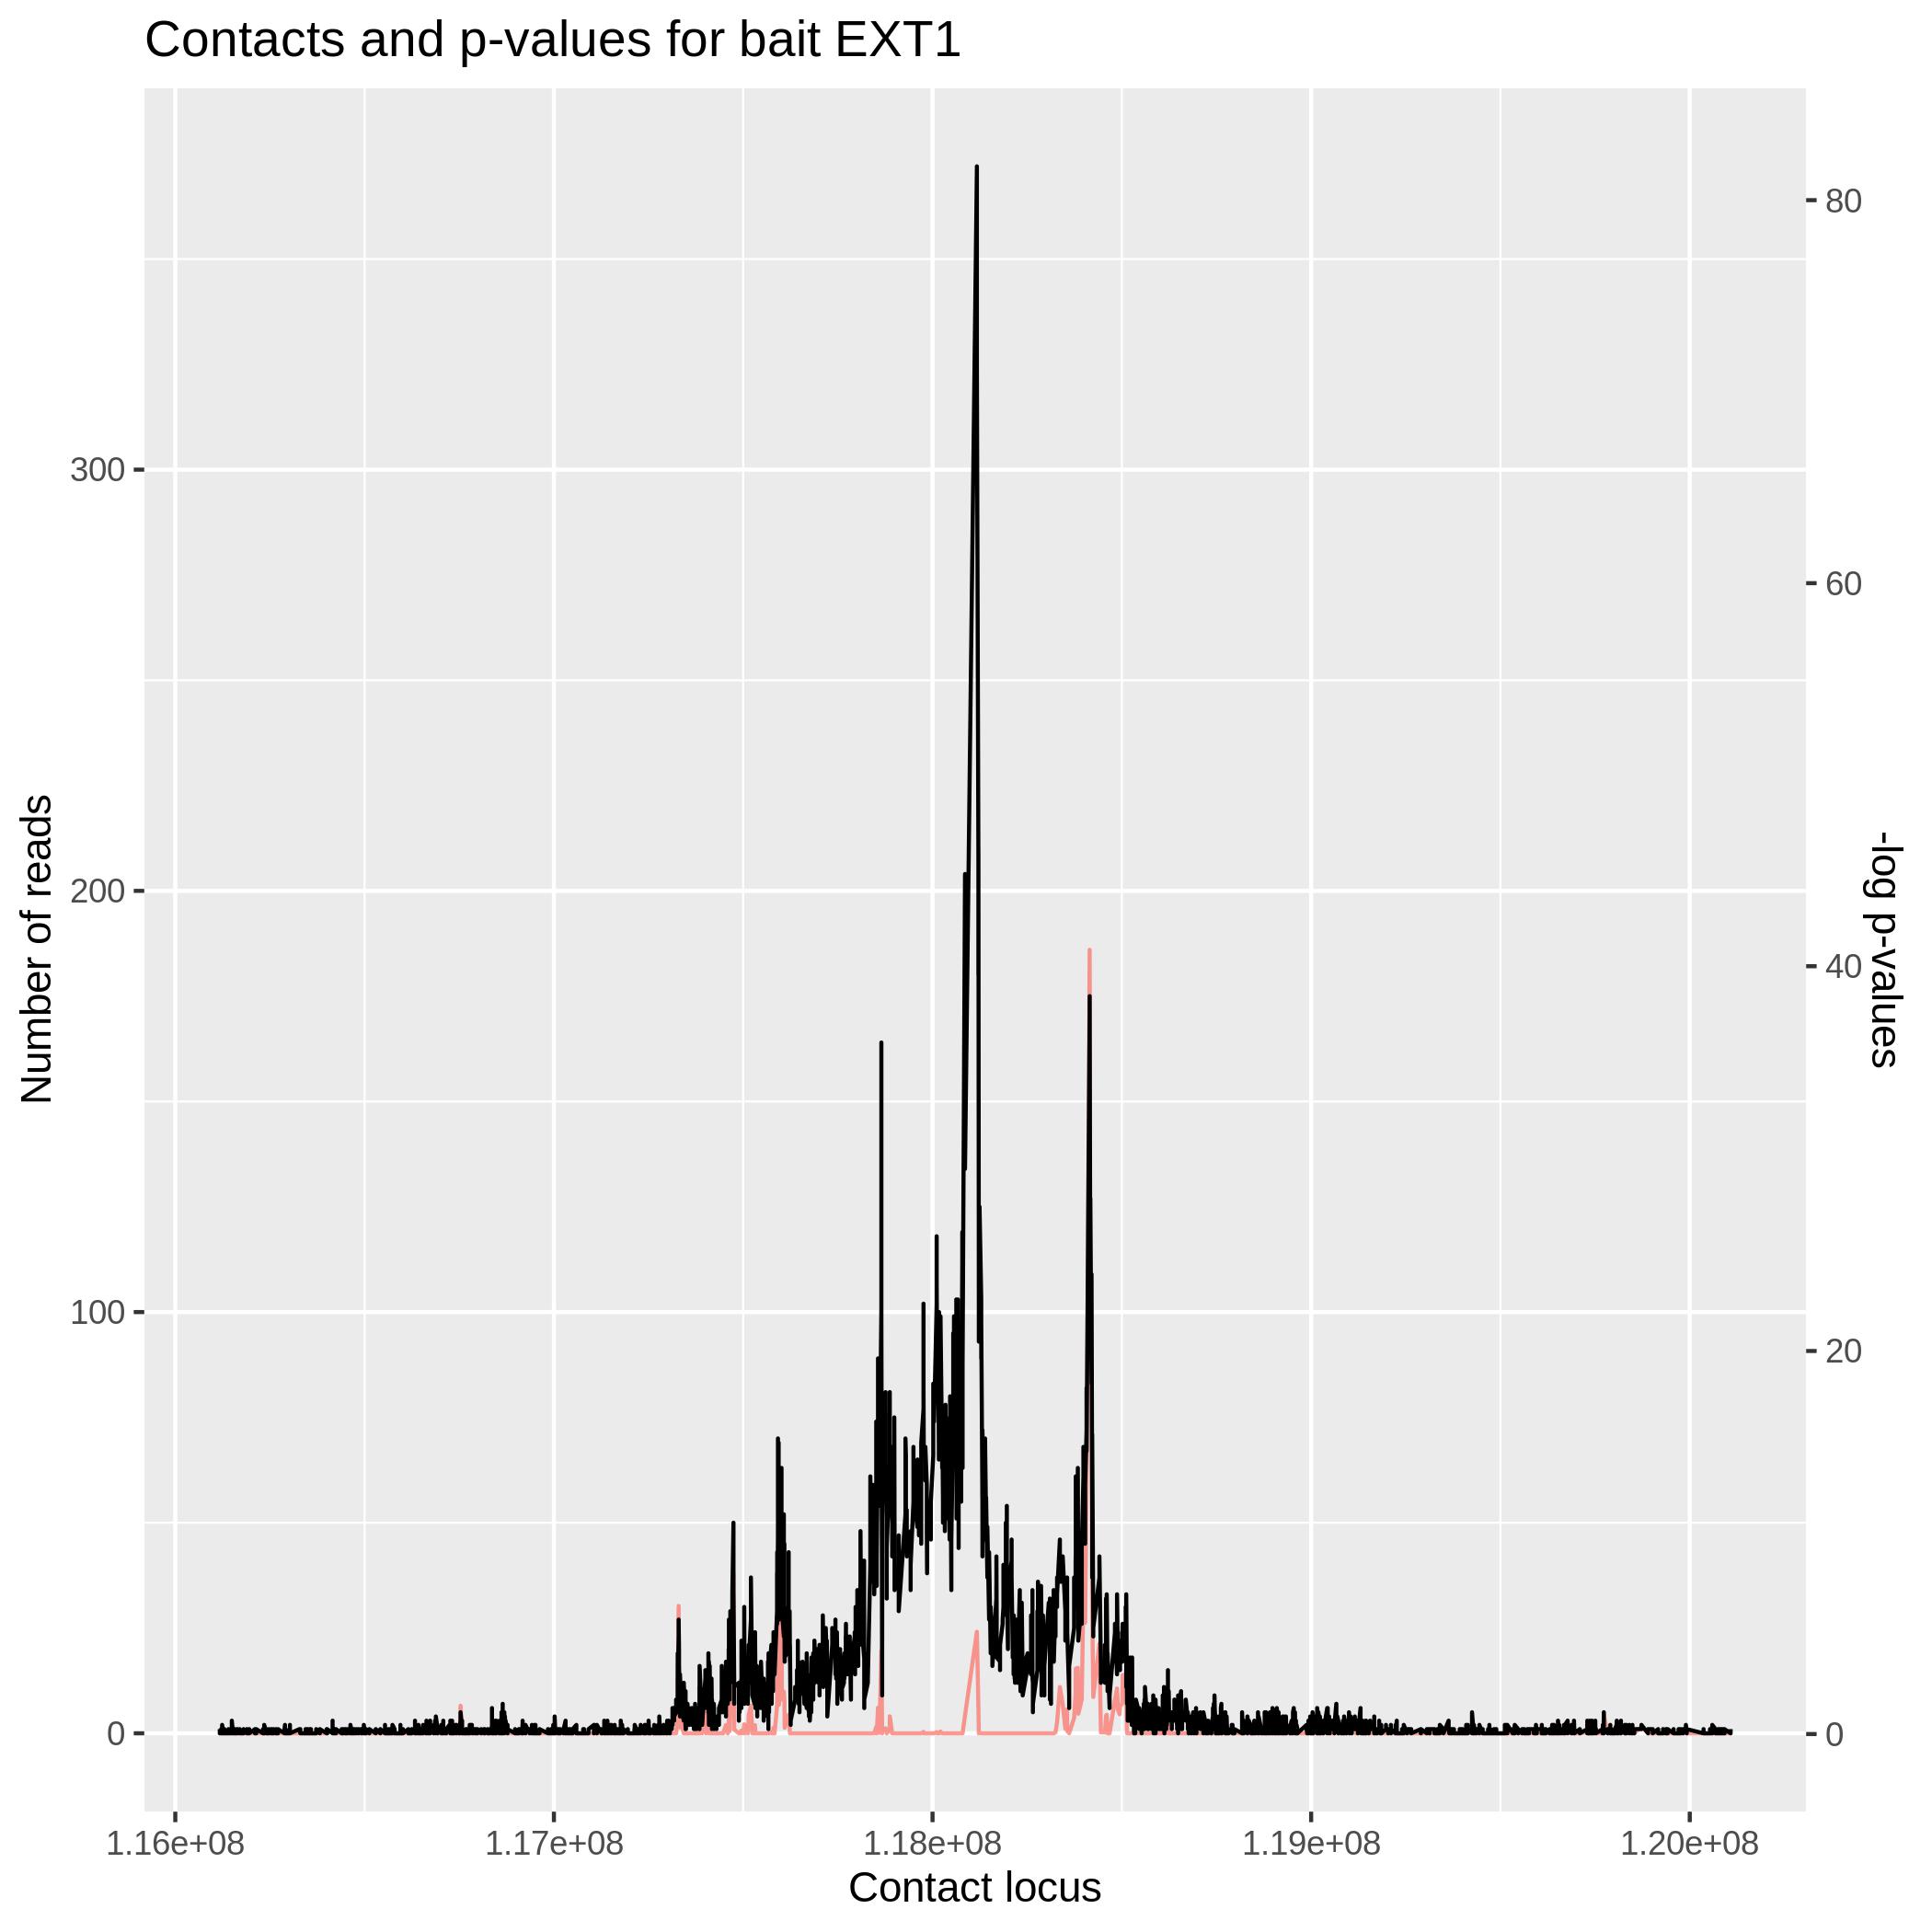 Contacts and p-values for bait EXT1
Number of reads
300
200
100
0
80
60
40
20
0
-log p-values
1.16e+08
1.17e+08
1.18e+08
1.19e+08
1.20e+08
Contact locus